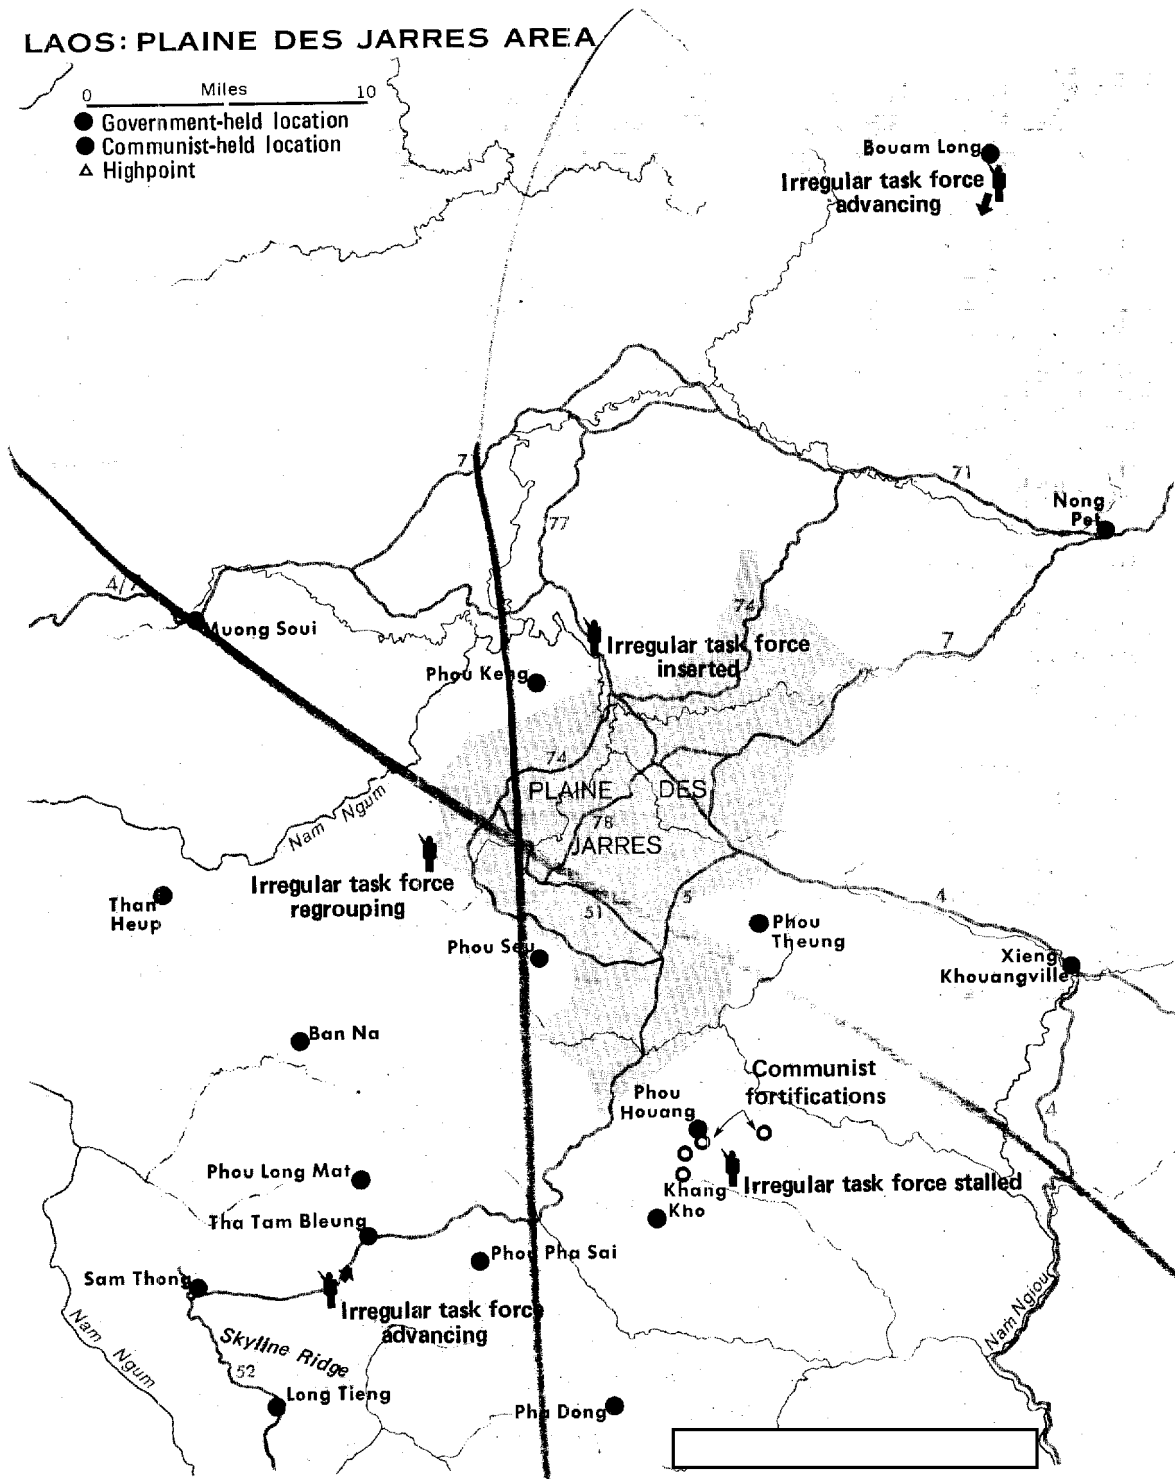 LAOS: PLAINE DES JARRES AREA
0 Miles 10
Government-held location
Communist-held location
Highpoint
Bouam Long
Irregular task force
advancing
7
71
Nong
Pet
77
4/7
74
Muong Soui
Irregular task force
inserted
7
Phou Keng
74
PLAINE DES
Nam Ngum
78
JARRES
Irregular task force
regrouping
Than
Heup
51
5
4
Phou
Theung
Phou Seu
Xieng
Khouangville
Ban Na
Communist
fortifications
Phou
Houang
4
Phou Long Mat
Khang
Kho
Irregular task force stalled
Tha Tam Bleung
Phou Pha Sai
Sam Thong
Irregular task force
advancing
Nam Ngiou
Nam Ngum
Skyline Ridge
52
Long Tieng
Pha Dong